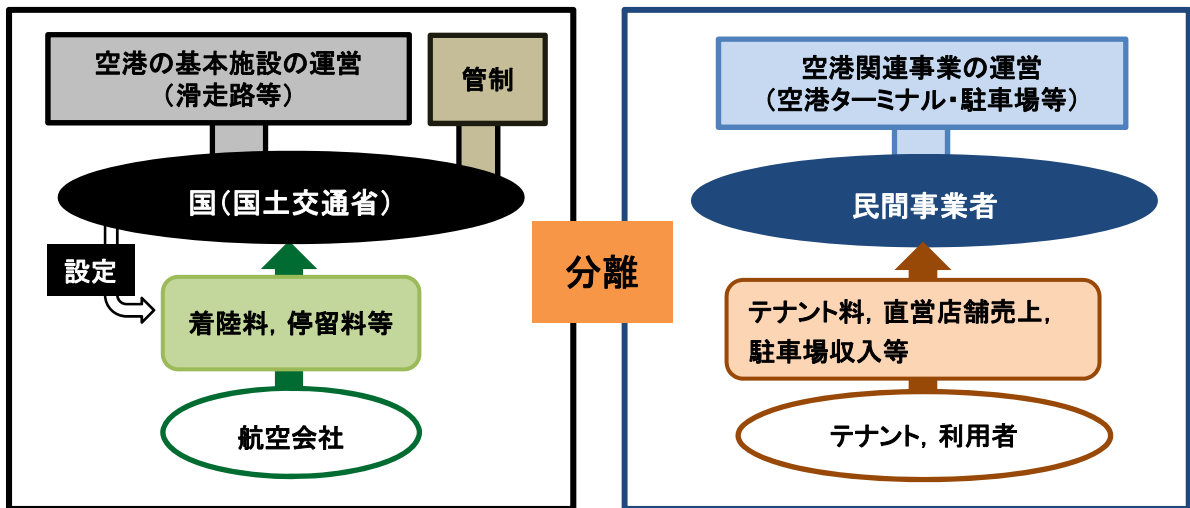 空港の基本施設の運営
（滑走路等）
管制
国（国土交通省）
設定
着陸料，停留料等
航空会社
分離
空港関連事業の運営
（空港ターミナル・駐車場等）
民間事業者
テナント料，直営店舗売上，
駐車場収入等
テナント，利用者